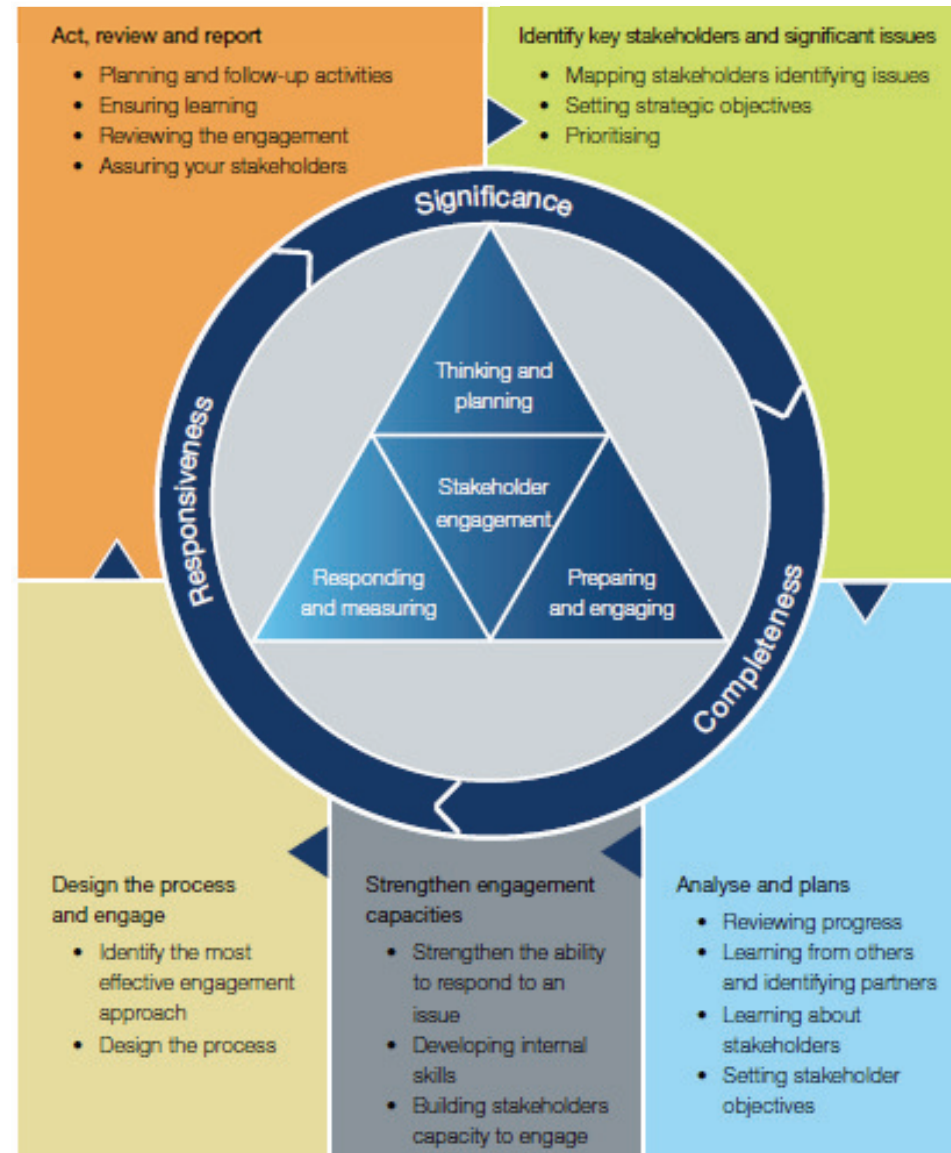 Act, review and report
• Planning and follow-up activities
• Ensuring learning
• Reviewing the engagement
• Assuring your stakeholders
Identify key stakeholders and significant issues
• Mapping stakeholders identifying issues
• Setting strategic objectives
• Prioritising
Significance
Responsiveness
Completeness
Thinking and
planning
Stakeholder
engagement
Responding
and measuring
Preparing
and engaging
Design the process
and engage
• Identify the most
effective engagement
approach
• Design the process
Strengthen engagement
capacities
• Strengthen the ability
to respond to an
issue
• Developing internal
skills
• Building stakeholders
capacity to engage
Analyse and plans
• Reviewing progress
• Learning from others
and identifying partners
• Learning about
stakeholders
• Setting stakeholder
objectives